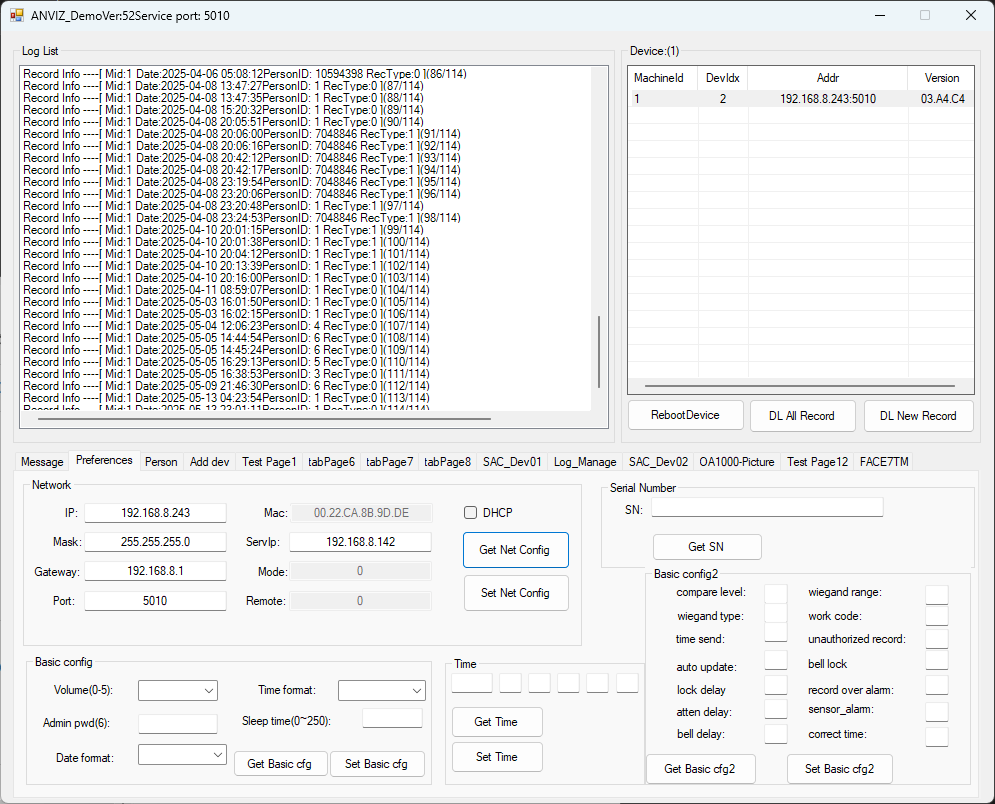 ANVIZ_DemoVer:52Service port: 5010
Log List
Record Info ----[ Mid:1 Date:2025-04-06 05:08:12PersonID: 10594398 RecType:0 ](86/114)
Record Info ----[ Mid:1 Date:2025-04-08 13:47:27PersonID: 1 RecType:0 ](87/114)
Record Info ----[ Mid:1 Date:2025-04-08 13:47:35PersonID: 1 RecType:0 ](88/114)
Record Info ----[ Mid:1 Date:2025-04-08 15:20:32PersonID: 1 RecType:0 ](89/114)
Record Info ----[ Mid:1 Date:2025-04-08 20:05:51PersonID: 1 RecType:0 ](90/114)
Record Info ----[ Mid:1 Date:2025-04-08 20:06:00PersonID: 7048846 RecType:1 ](91/114)
Record Info ----[ Mid:1 Date:2025-04-08 20:06:16PersonID: 7048846 RecType:1 ](92/114)
Record Info ----[ Mid:1 Date:2025-04-08 20:42:12PersonID: 7048846 RecType:1 ](93/114)
Record Info ----[ Mid:1 Date:2025-04-08 20:42:17PersonID: 7048846 RecType:1 ](94/114)
Record Info ----[ Mid:1 Date:2025-04-08 23:19:54PersonID: 7048846 RecType:1 ](95/114)
Record Info ----[ Mid:1 Date:2025-04-08 23:20:06PersonID: 7048846 RecType:1 ](96/114)
Record Info ----[ Mid:1 Date:2025-04-08 23:20:48PersonID: 1 RecType:1 ](97/114)
Record Info ----[ Mid:1 Date:2025-04-08 23:24:53PersonID: 7048846 RecType:1 ](98/114)
Record Info ----[ Mid:1 Date:2025-04-10 20:01:15PersonID: 1 RecType:1 ](99/114)
Record Info ----[ Mid:1 Date:2025-04-10 20:01:38PersonID: 1 RecType:0 ](100/114)
Record Info ----[ Mid:1 Date:2025-04-10 20:04:12PersonID: 1 RecType:1 ](101/114)
Record Info ----[ Mid:1 Date:2025-04-10 20:13:39PersonID: 1 RecType:1 ](102/114)
Record Info ----[ Mid:1 Date:2025-04-10 20:16:00PersonID: 1 RecType:0 ](103/114)
Record Info ----[ Mid:1 Date:2025-04-11 08:59:07PersonID: 1 RecType:0 ](104/114)
Record Info ----[ Mid:1 Date:2025-05-03 16:01:50PersonID: 1 RecType:0 ](105/114)
Record Info ----[ Mid:1 Date:2025-05-03 16:02:15PersonID: 1 RecType:0 ](106/114)
Record Info ----[ Mid:1 Date:2025-05-04 12:06:23PersonID: 4 RecType:0 ](107/114)
Record Info ----[ Mid:1 Date:2025-05-05 14:44:54PersonID: 6 RecType:0 ](108/114)
Record Info ----[ Mid:1 Date:2025-05-05 14:45:24PersonID: 6 RecType:0 ](109/114)
Record Info ----[ Mid:1 Date:2025-05-05 16:29:13PersonID: 5 RecType:0 ](110/114)
Record Info ----[ Mid:1 Date:2025-05-05 16:38:53PersonID: 3 RecType:0 ](111/114)
Record Info ----[ Mid:1 Date:2025-05-09 21:46:30PersonID: 6 RecType:0 ](112/114)
Record Info ----[ Mid:1 Date:2025-05-13 04:23:54PersonID: 1 RecType:0 ](113/114)
Record Info ----[ Mid:1 Date:2025-05-13 23:01:11PersonID: 1 RecType:0 ](114/114)
Device:(1)
MachineId DevIdx Addr Version
1 2 192.168.8.243:5010 03.A4.C4
RebootDevice DL All Record DL New Record
Message Preferences Person Add dev Test Page1 tabPage6 tabPage7 tabPage8 SAC_Dev01 Log_Manage SAC_Dev02 OA1000-Picture Test Page12 FACE7TM
Network
IP: 192.168.8.243 Mac: 00.22.CA.8B.9D.DE DHCP
Mask: 255.255.255.0 ServIp: 192.168.8.142 Get Net Config
Gateway: 192.168.8.1 Mode: 0
Port: 5010 Remote: 0 Set Net Config
Serial Number
SN:
Get SN
Basic config
Volume(0-5): Time format:
Admin pwd(6): Sleep time(0~250):
Date format: Get Basic cfg Set Basic cfg
Time
Get Time
Set Time
Basic config2
compare level: wiegand range:
wiegand type: work code:
time send: unauthorized record:
auto update: bell lock
lock delay record over alarm:
atten delay: sensor_alarm:
bell delay: correct time:
Get Basic cfg2 Set Basic cfg2